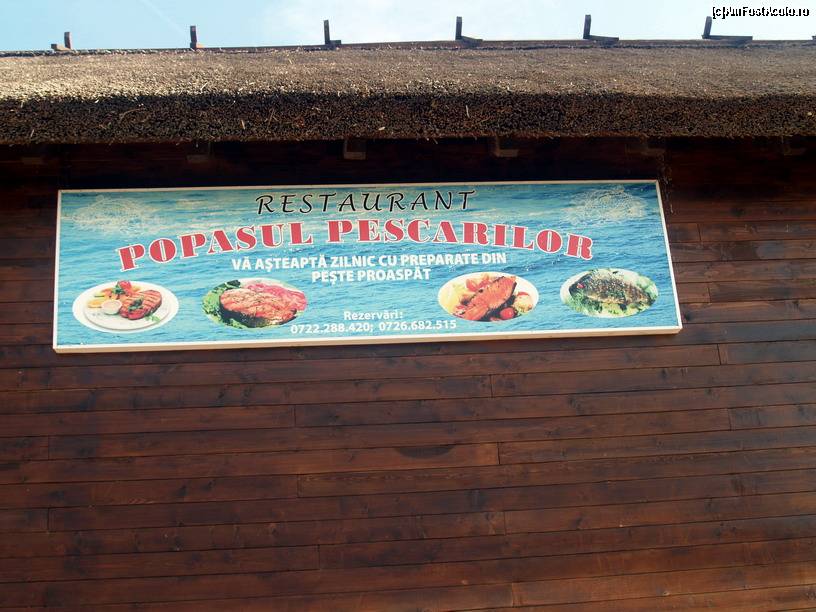 (c)AmFostAcolo.ro
RESTAURANT
POPASUL PESCARILOR
VĂ AȘTEAPTĂ ZILNIC CU PREPARATE DIN
PEȘTE PROASPĂT
Rezervări:
0722.288.420; 0726.682.515